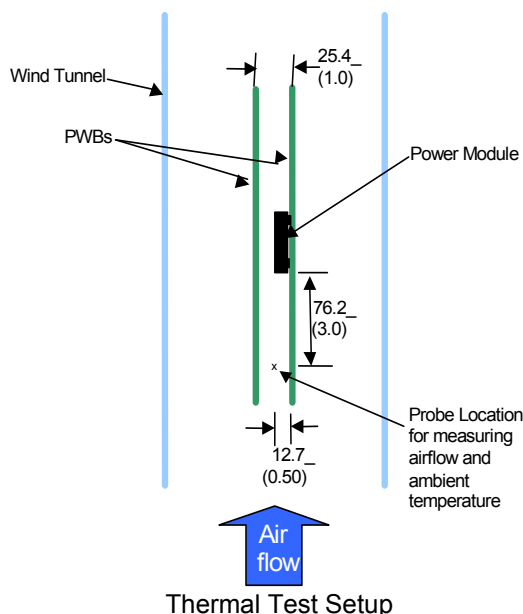 25.4_
(1.0)
Wind Tunnel
PWBs
Power Module
76.2_
(3.0)
x
Probe Location
for measuring
airflow and
ambient
temperature
12.7_
(0.50)
Air
flow
Thermal Test Setup